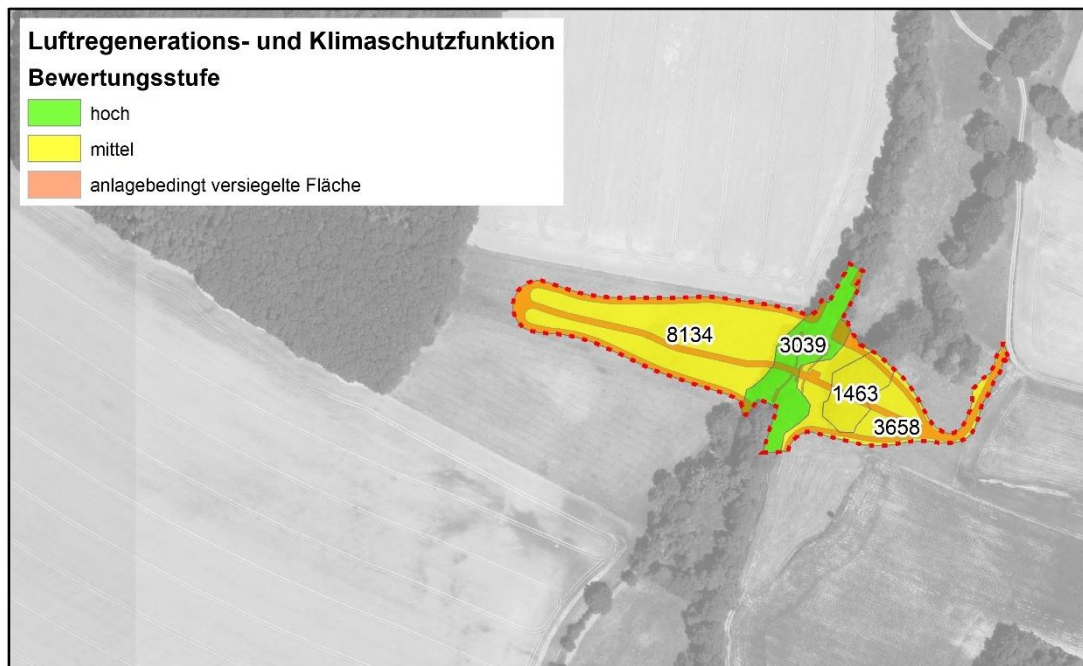 Luftregenerations- und Klimaschutzfunktion
Bewertungsstufe
hoch
mittel
anlagebedingt versiegelte Fläche
8134
3039
1463
3658